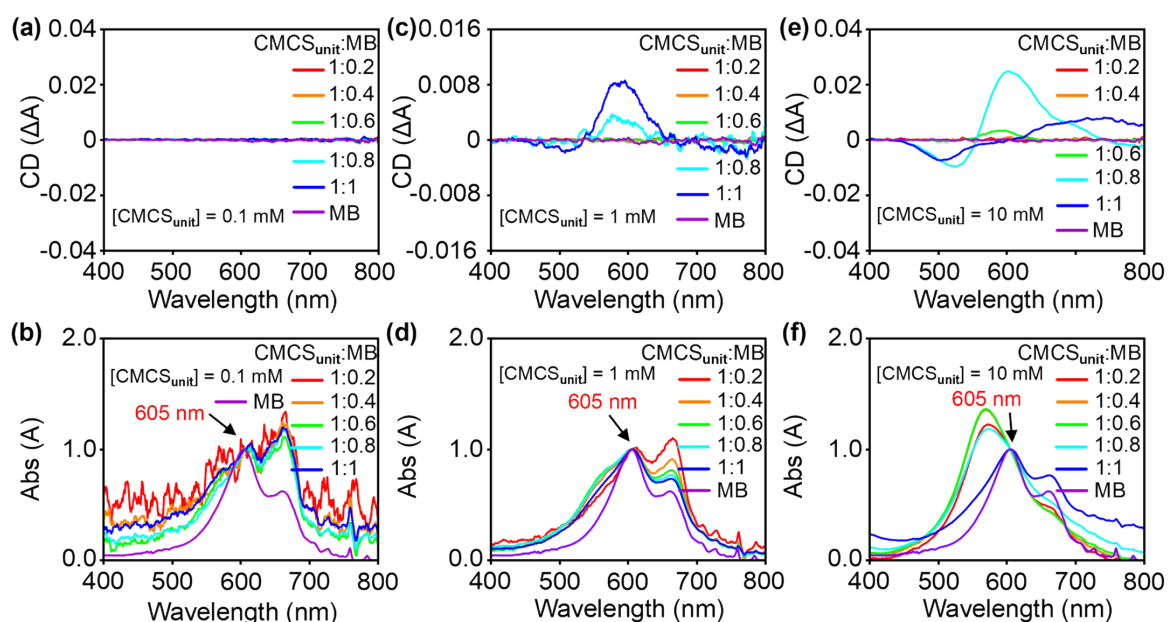 (a)
0.04
0.02
0
-0.02
-0.04
CD (ΔA)
CMCSunit:MB
1:0.2
1:0.4
1:0.6
1:0.8
1:1
MB
[CMCSunit] = 0.1 mM
400 500 600 700 800
Wavelength (nm)
(c)
0.016
0.008
0
-0.008
-0.016
CD (ΔA)
CMCSunit:MB
1:0.2
1:0.4
1:0.6
1:0.8
1:1
MB
[CMCSunit] = 1 mM
400 500 600 700 800
Wavelength (nm)
(e)
0.04
0.02
0
-0.02
-0.04
CD (ΔA)
CMCSunit:MB
1:0.2
1:0.4
1:0.6
1:0.8
1:1
MB
[CMCSunit] = 10 mM
400 500 600 700 800
Wavelength (nm)
(b)
2.0
1.0
0.0
Abs (A)
CMCSunit:MB
[CMCSunit] = 0.1 mM
1:0.2
MB
1:0.4
605 nm
1:0.6
1:0.8
1:1
400 500 600 700 800
Wavelength (nm)
(d)
2.0
1.0
0.0
Abs (A)
CMCSunit:MB
[CMCSunit] = 1 mM
1:0.2
605 nm
1:0.4
1:0.6
1:0.8
1:1
MB
400 500 600 700 800
Wavelength (nm)
(f)
2.0
1.0
0.0
Abs (A)
CMCSunit:MB
[CMCSunit] = 10 mM
1:0.2
605 nm
1:0.4
1:0.6
1:0.8
1:1
MB
400 500 600 700 800
Wavelength (nm)